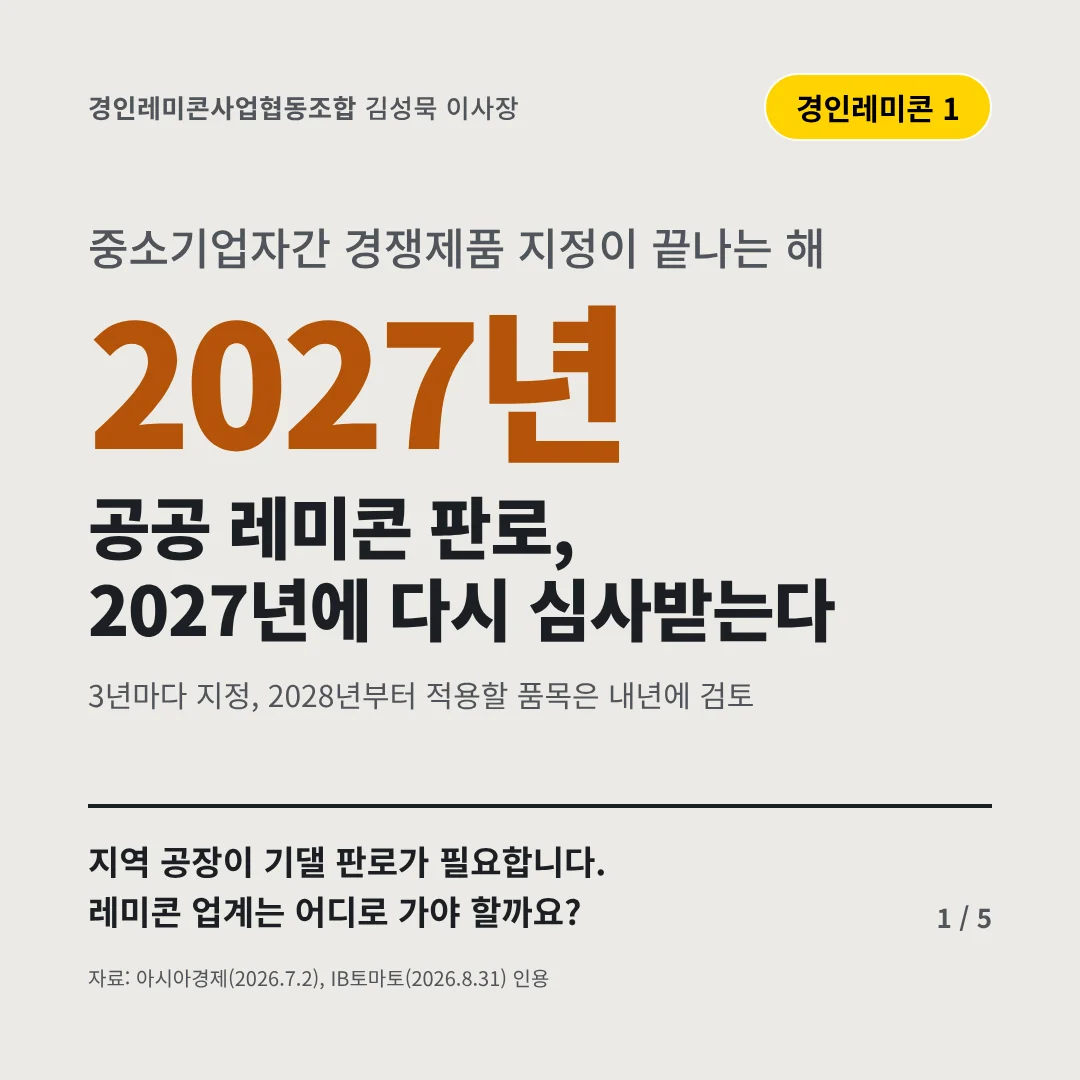 경인레미콘사업협동조합 김성묵 이사장
경인레미콘 1
중소기업자간 경쟁제품 지정이 끝나는 해
2027년
공공 레미콘 판로,
2027년에 다시 심사받는다
3년마다 지정, 2028년부터 적용할 품목은 내년에 검토
지역 공장이 기댈 판로가 필요합니다.
레미콘 업계는 어디로 가야 할까요?
1 / 5
자료: 아시아경제(2026.7.2), IB토마토(2026.8.31) 인용